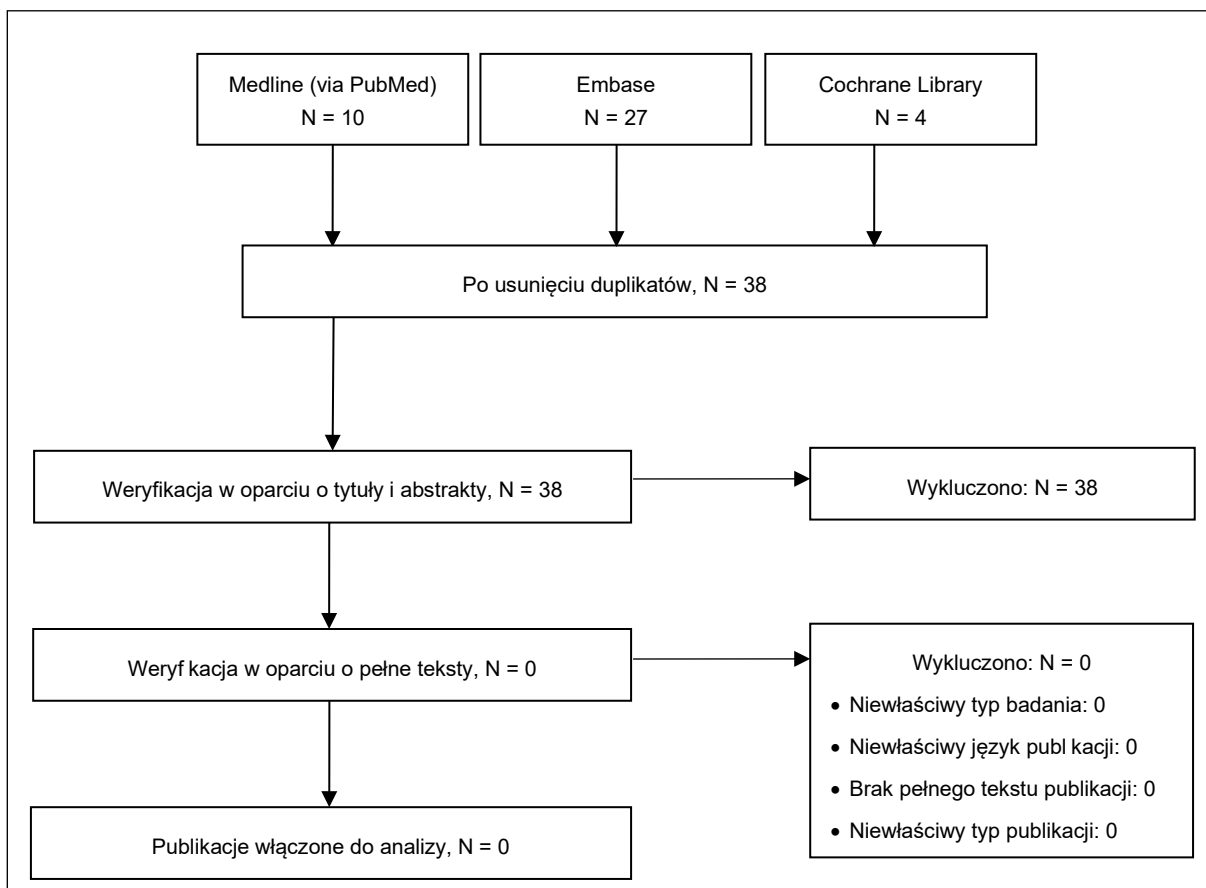 Medline (via PubMed)
N = 10
Embase
N = 27
Cochrane Library
N = 4
Po usunięciu duplikatów, N = 38
Weryfikacja w oparciu o tytuły i abstrakty, N = 38
Wykluczono: N = 38
Weryf kacja w oparciu o pełne teksty, N = 0
Wykluczono: N = 0
• Niewłaściwy typ badania: 0
• Niewłaściwy język publ kacji: 0
• Brak pełnego tekstu publikacji: 0
• Niewłaściwy typ publikacji: 0
Publikacje włączone do analizy, N = 0